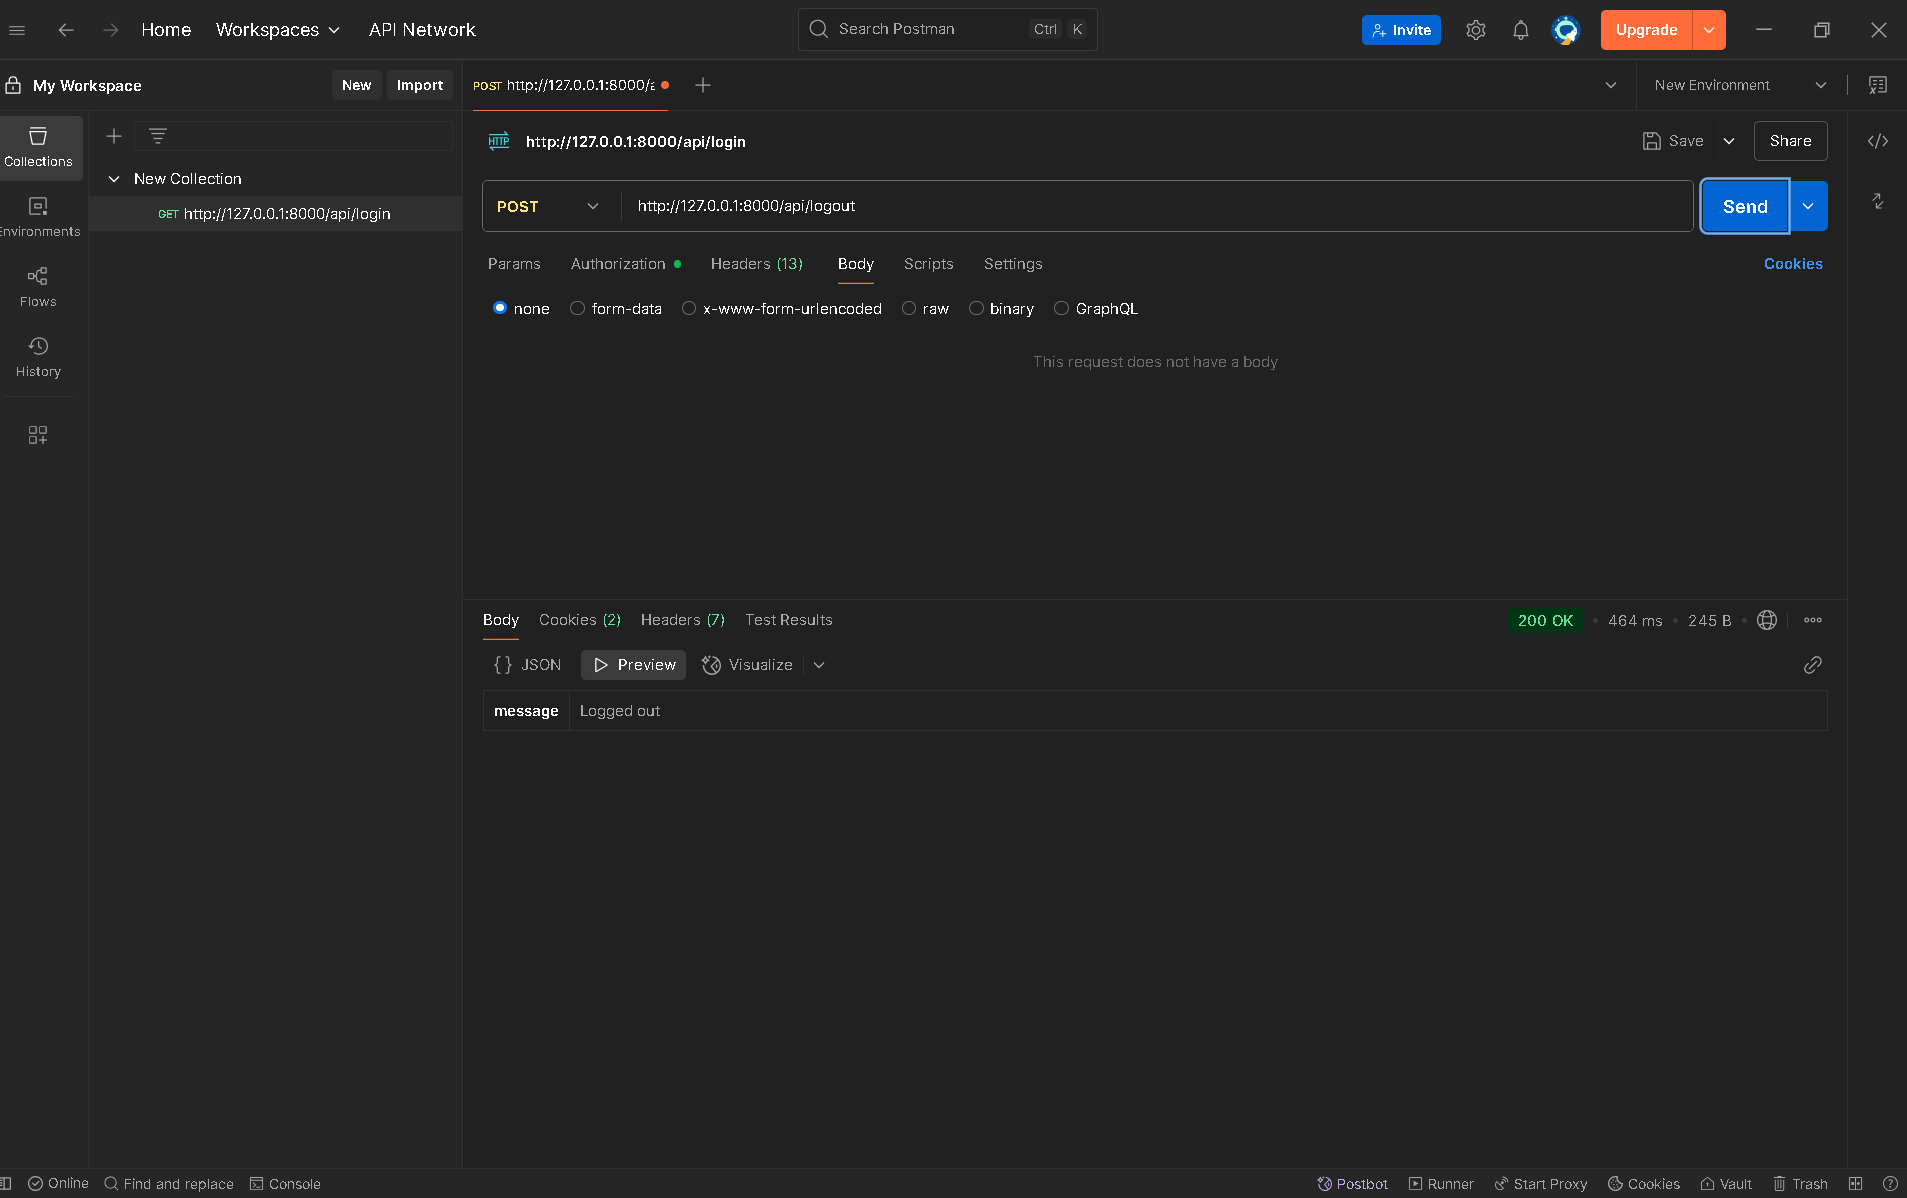 Home Workspaces API Network Search Postman Ctrl K Invite Upgrade
My Workspace New Import POST http://127.0.0.1:8000/a New Environment
Collections
http://127.0.0.1:8000/api/login Save Share
New Collection
GET http://127.0.0.1:8000/api/login
POST http://127.0.0.1:8000/api/logout Send
Environments
Params Authorization Headers (13) Body Scripts Settings Cookies
none form-data x-www-form-urlencoded raw binary GraphQL
Flows
This request does not have a body
History
Body Cookies (2) Headers (7) Test Results 200 OK • 464 ms • 245 B •
{} JSON Preview Visualize
message Logged out
Online Find and replace Console Postbot Runner Start Proxy Cookies Vault Trash